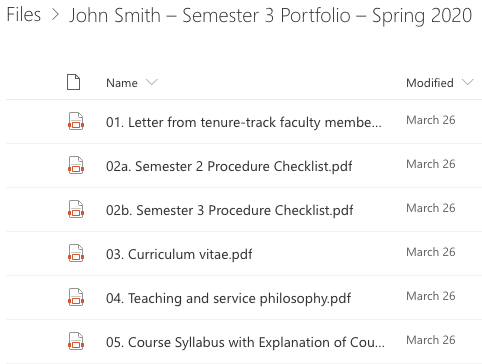 Files > John Smith – Semester 3 Portfolio – Spring 2020
Name Modified
01. Letter from tenure-track faculty membe... March 26
02a. Semester 2 Procedure Checklist.pdf March 26
02b. Semester 3 Procedure Checklist.pdf March 26
03. Curriculum vitae.pdf March 26
04. Teaching and service philosophy.pdf March 26
05. Course Syllabus with Explanation of Cou... March 26